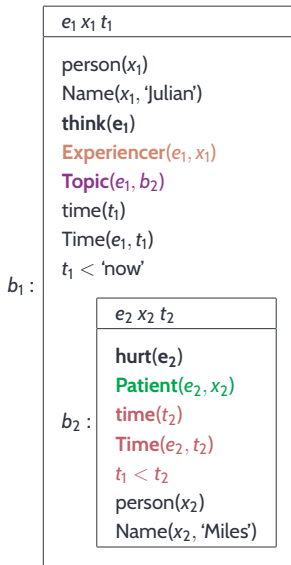 e₁ x₁ t₁
person(x₁)
Name(x₁, ‘Julian’)
think(e₁)
Experiencer(e₁, x₁)
Topic(e₁, b₂)
time(t₁)
Time(e₁, t₁)
t₁ < ‘now’
b₁ :
e₂ x₂ t₂
hurt(e₂)
Patient(e₂, x₂)
time(t₂)
b₂ : Time(e₂, t₂)
t₁ < t₂
person(x₂)
Name(x₂, ‘Miles’)